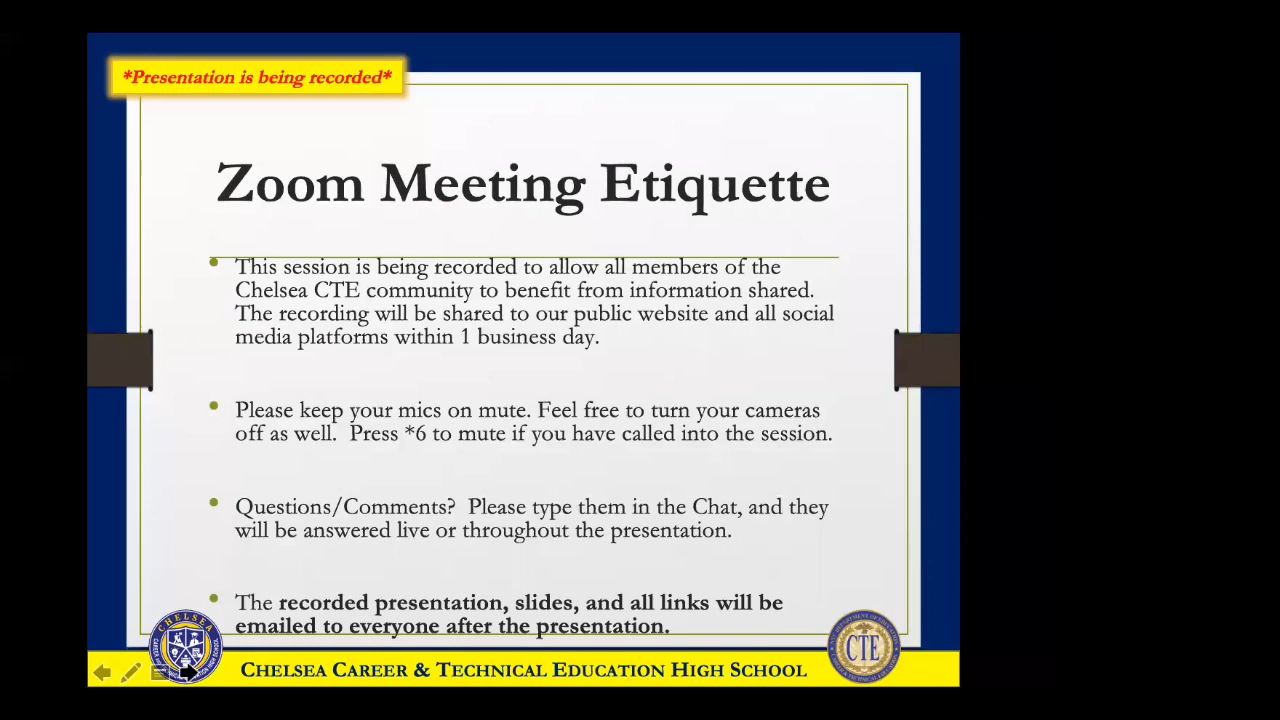 *Presentation is being recorded*
Zoom Meeting Etiquette
• This session is being recorded to allow all members of the
Chelsea CTE community to benefit from information shared.
The recording will be shared to our public website and all social
media platforms within 1 business day.
• Please keep your mics on mute. Feel free to turn your cameras
off as well.  Press *6 to mute if you have called into the session.
• Questions/Comments?  Please type them in the Chat, and they
will be answered live or throughout the presentation.
• The recorded presentation, slides, and all links will be
emailed to everyone after the presentation.
CHELSEA
CTE
CHELSEA CAREER & TECHNICAL EDUCATION HIGH SCHOOL